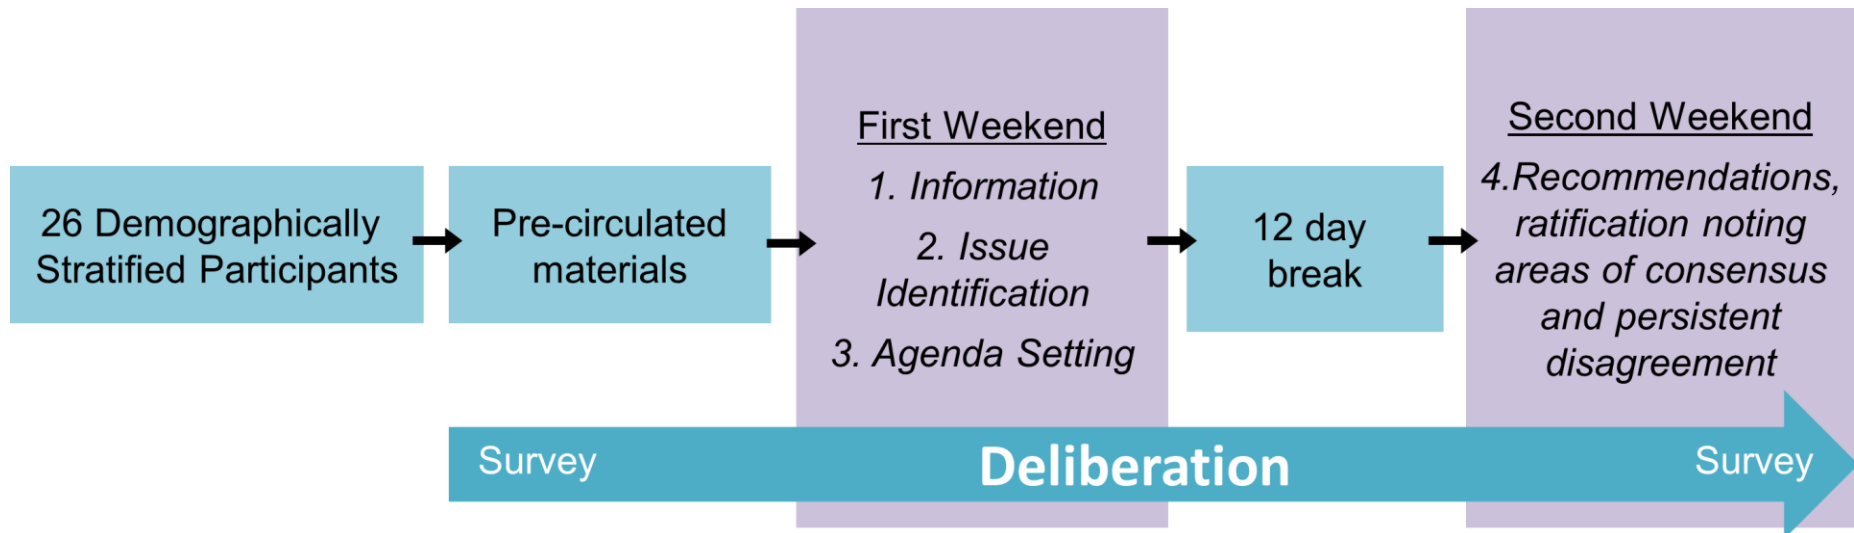 26 Demographically
Stratified Participants
Pre-circulated
materials
First Weekend
1. Information
2. Issue
Identification
3. Agenda Setting
12 day
break
Second Weekend
4.Recommendations,
ratification noting
areas of consensus
and persistent
disagreement
Survey
Deliberation
Survey